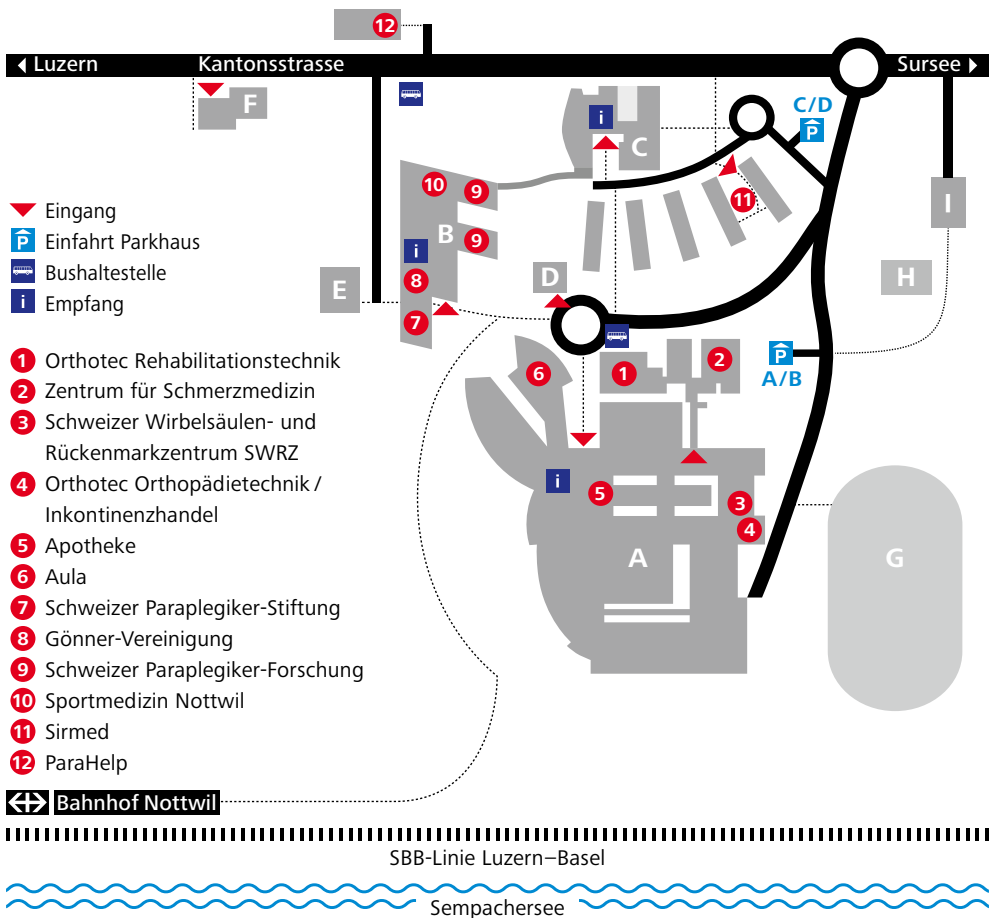 12
Luzern
Kantonsstrasse
Sursee
F
i
C
C/D
P
10
9
11
I
Eingang
P Einfahrt Parkhaus
Bushaltestelle
i Empfang
B
9
i
8
7
E
D
H
1 Orthotec Rehabilitationstechnik
2 Zentrum für Schmerzmedizin
3 Schweizer Wirbelsäulen- und
Rückenmarkzentrum SWRZ
4 Orthotec Orthopädietechnik /
Inkontinenzhandel
5 Apotheke
6 Aula
7 Schweizer Paraplegiker-Stiftung
8 Gönner-Vereinigung
9 Schweizer Paraplegiker-Forschung
10 Sportmedizin Nottwil
11 Sirmed
12 ParaHelp
6
1
2
P
A/B
i
5
3
4
A
G
Bahnhof Nottwil
SBB-Linie Luzern–Basel
Sempachersee